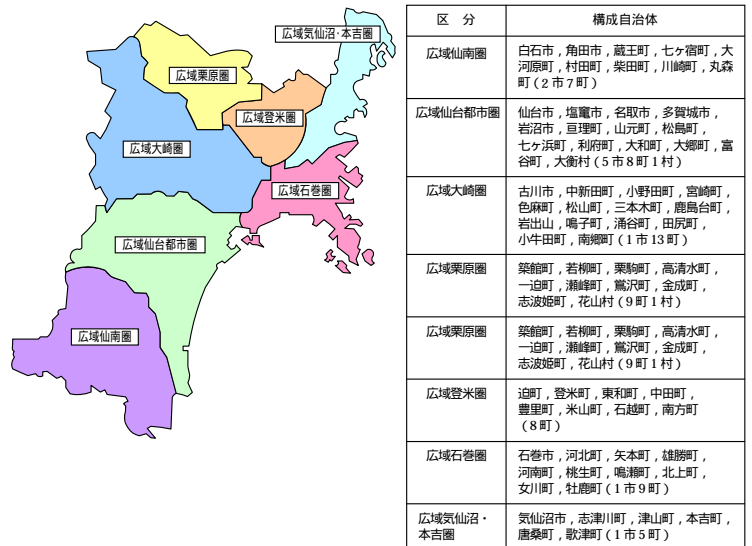 広域気仙沼・本吉圏
広域栗原圏
広域登米圏
広域大崎圏
広域石巻圏
広域仙台都市圏
広域仙南圏
区 分 構成自治体
広域仙南圏
白石市，角田市，蔵王町，七ヶ宿町，大
河原町，村田町，柴田町，川崎町，丸森
町(２市７町)
広域仙台都市圏
仙台市，塩竈市，名取市，多賀城市，
岩沼市，亘理町，山元町，松島町，
七ヶ浜町，利府町，大和町，大郷町，富
谷町，大衡村(５市８町１村)
広域大崎圏
古川市，中新田町，小野田町，宮崎町，
色麻町，松山町，三本木町，鹿島台町，
岩出山，鳴子町，涌谷町，田尻町，
小牛田町，南郷町(１市13町)
広域栗原圏
築館町，若柳町，栗駒町，高清水町，
一迫町，瀬峰町，鶯沢町，金成町，
志波姫町，花山村(９町１村)
広域栗原圏
築館町，若柳町，栗駒町，高清水町，
一迫町，瀬峰町，鶯沢町，金成町，
志波姫町，花山村(９町１村)
広域登米圏
迫町，登米町，東和町，中田町，
豊里町，米山町，石越町，南方町
(８町)
広域石巻圏
石巻市，河北町，矢本町，雄勝町，
河南町，桃生町，鳴瀬町，北上町，
女川町，牡鹿町(１市９町)
広域気仙沼・
本吉圏
気仙沼市，志津川町，津山町，本吉町，
唐桑町，歌津町(１市５町)